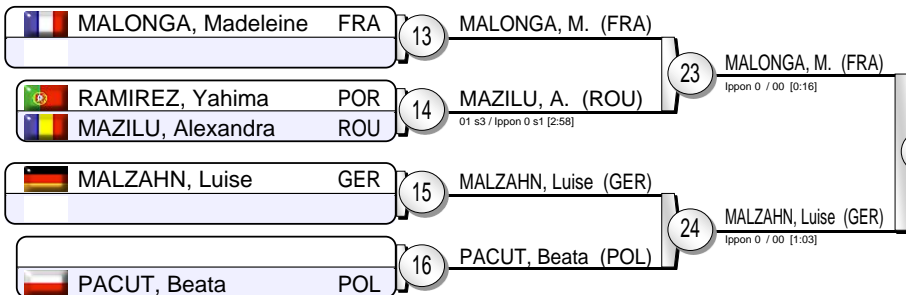 MALONGA, Madeleine FRA
13
MALONGA, M. (FRA)
23
MALONGA, M. (FRA)
Ippon 0 / 00 [0:16]
RAMIREZ, Yahima POR
MAZILU, Alexandra ROU
14
MAZILU, A. (ROU)
01 s3 / Ippon 0 s1 [2:58]
MALZAHN, Luise GER
15
MALZAHN, Luise (GER)
24
MALZAHN, Luise (GER)
Ippon 0 / 00 [1:03]
PACUT, Beata POL
16
PACUT, Beata (POL)